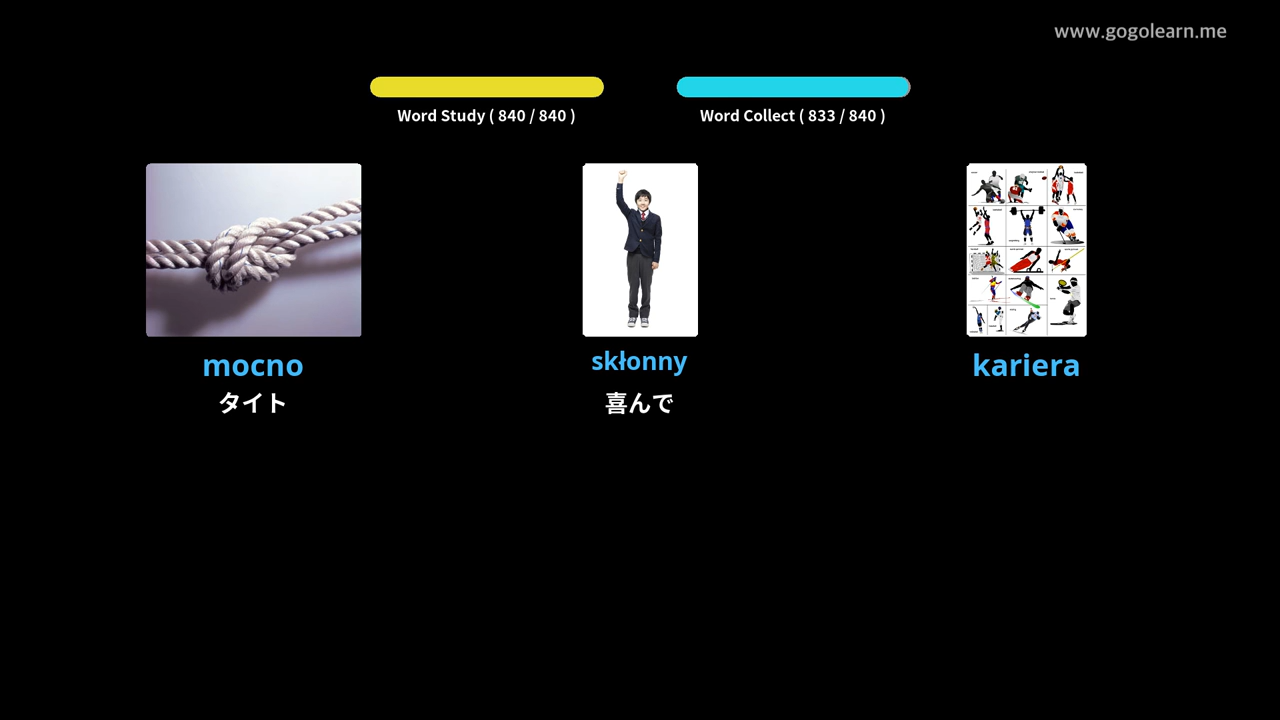 www.gogolearn.me
Word Study ( 840 / 840 )
Word Collect ( 833 / 840 )
mocno
skłonny
kariera
タイト
喜んで